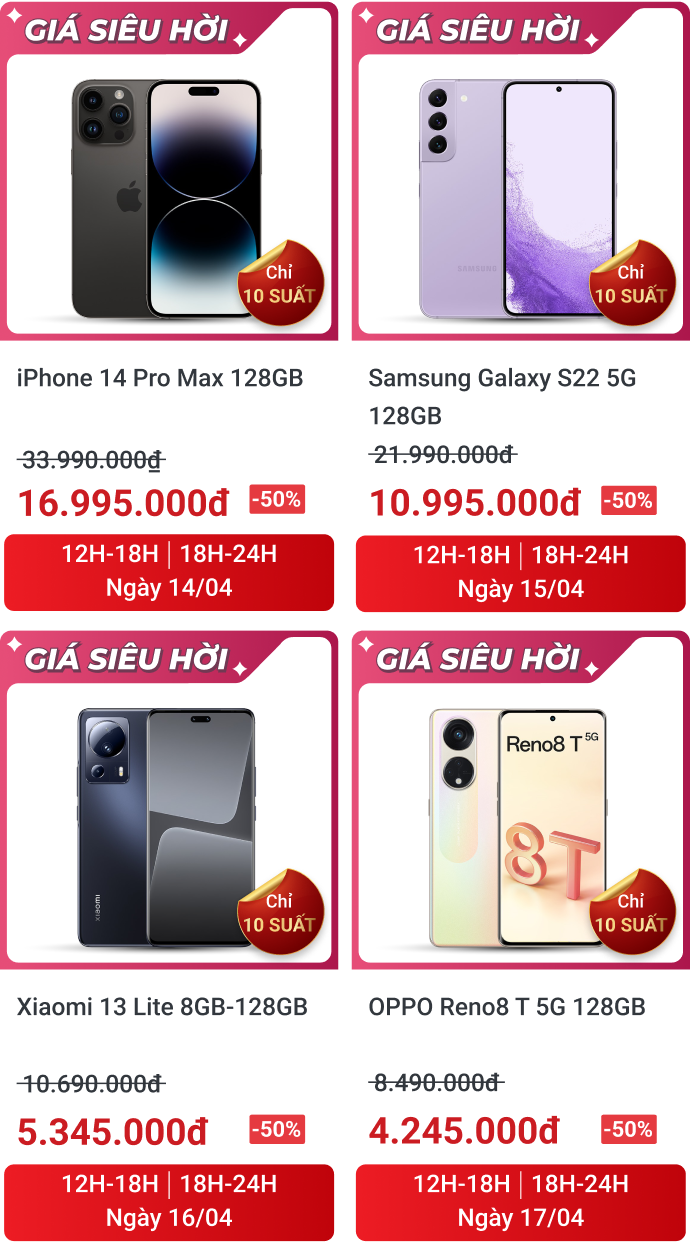 GIÁ SIÊU HỜI
Chỉ
10 SUẤT
iPhone 14 Pro Max 128GB
33.990.000₫
16.995.000đ -50%
12H-18H | 18H-24H
Ngày 14/04
GIÁ SIÊU HỜI
SAMSUNG
Chỉ
10 SUẤT
Samsung Galaxy S22 5G
128GB
21.990.000đ
10.995.000đ -50%
12H-18H | 18H-24H
Ngày 15/04
GIÁ SIÊU HỜI
xiaomi
Chỉ
10 SUẤT
Xiaomi 13 Lite 8GB-128GB
10.690.000đ
5.345.000đ -50%
12H-18H | 18H-24H
Ngày 16/04
GIÁ SIÊU HỜI
Reno8 T 5G
8T
Chỉ
10 SUẤT
OPPO Reno8 T 5G 128GB
8.490.000đ
4.245.000đ -50%
12H-18H | 18H-24H
Ngày 17/04